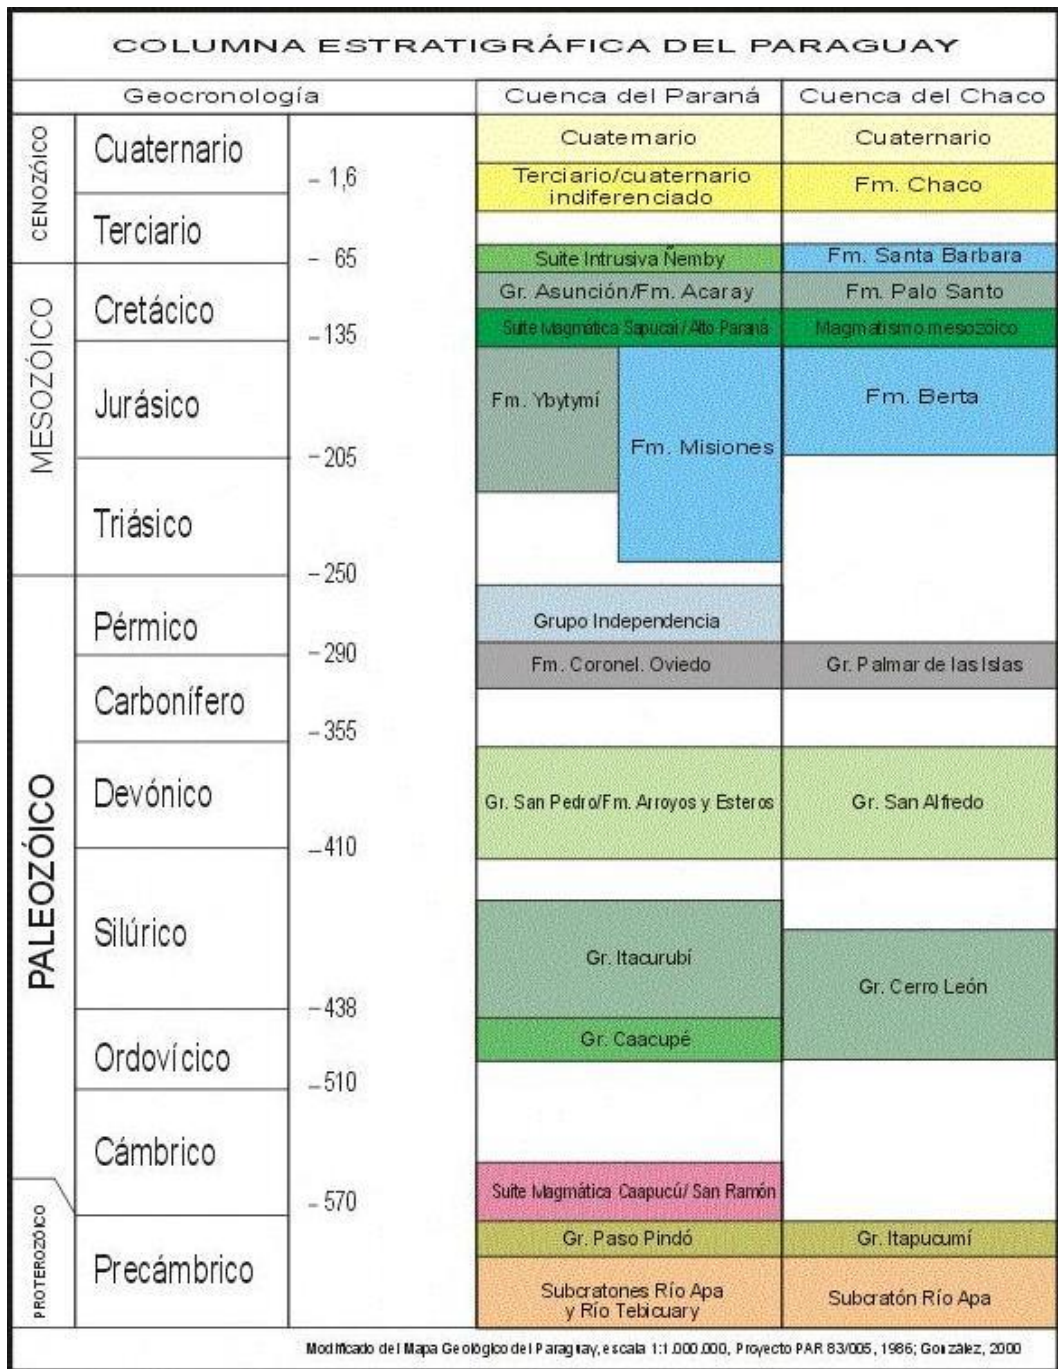 COLUMNA ESTRATIGRÁFICA DEL PARAGUAY
Geocronología
Cuenca del Paraná
Cuenca del Chaco
CENOZÓICO
Cuaternario
– 1,6
Terciario
– 65
MESOZÓICO
Cretácico
– 135
Jurásico
– 205
Triásico
– 250
PALEOZÓICO
Pérmico
– 290
Carbonífero
– 355
Devónico
– 410
Silúrico
– 438
Ordovícico
– 510
Cámbrico
– 570
PROTEROZÓICO
Precámbrico
Cuaternario
Terciario/cuaternario
indiferenciado
Suite Intrusiva Ñemby
Gr. Asunción/Fm. Acaray
Suite Magmática Sapucai / Alto Paraná
Fm. Ybytymí
Fm. Misiones
Grupo Independencia
Fm. Coronel. Oviedo
Gr. San Pedro/Fm. Arroyos y Esteros
Gr. Itacurubí
Gr. Caacupé
Suite Magmática Caapucú/ San Ramón
Gr. Paso Pindó
Subcratones Río Apa
y Río Tebicuary
Cuaternario
Fm. Chaco
Fm. Santa Barbara
Fm. Palo Santo
Magmatismo mesozóico
Fm. Berta
Gr. Palmar de las Islas
Gr. San Alfredo
Gr. Cerro León
Gr. Itapucumí
Subcratón Río Apa
Modificado del Mapa Geológico del Paraguay, escala 1:1.000.000, Proyecto PAR 83/005, 1986; González, 2000